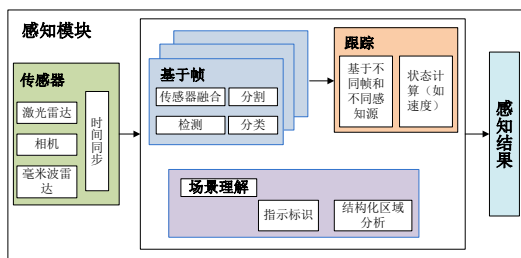 感知模块
传感器
激光雷达
相机
毫米波雷
达
时间同步
基于帧
传感器融合
分割
检测
分类
跟踪
基于不
同帧和
不同感
知源
状态计
算（如
速度）
场景理解
指示标识
结构化区域
分析
感知结果